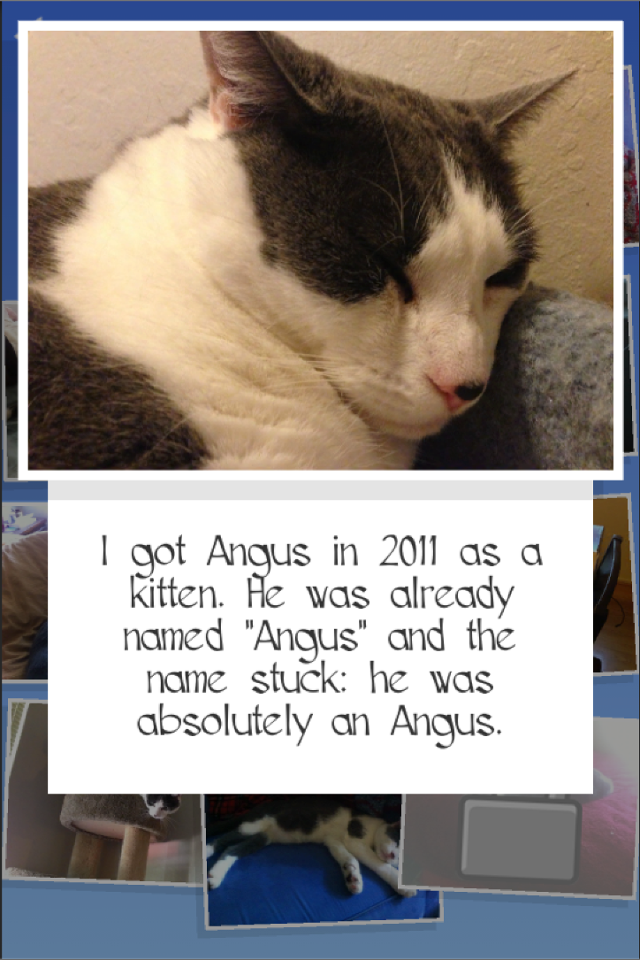 I got Angus in 2011 as a
kitten. He was already
named "Angus" and the
name stuck: he was
absolutely an Angus.